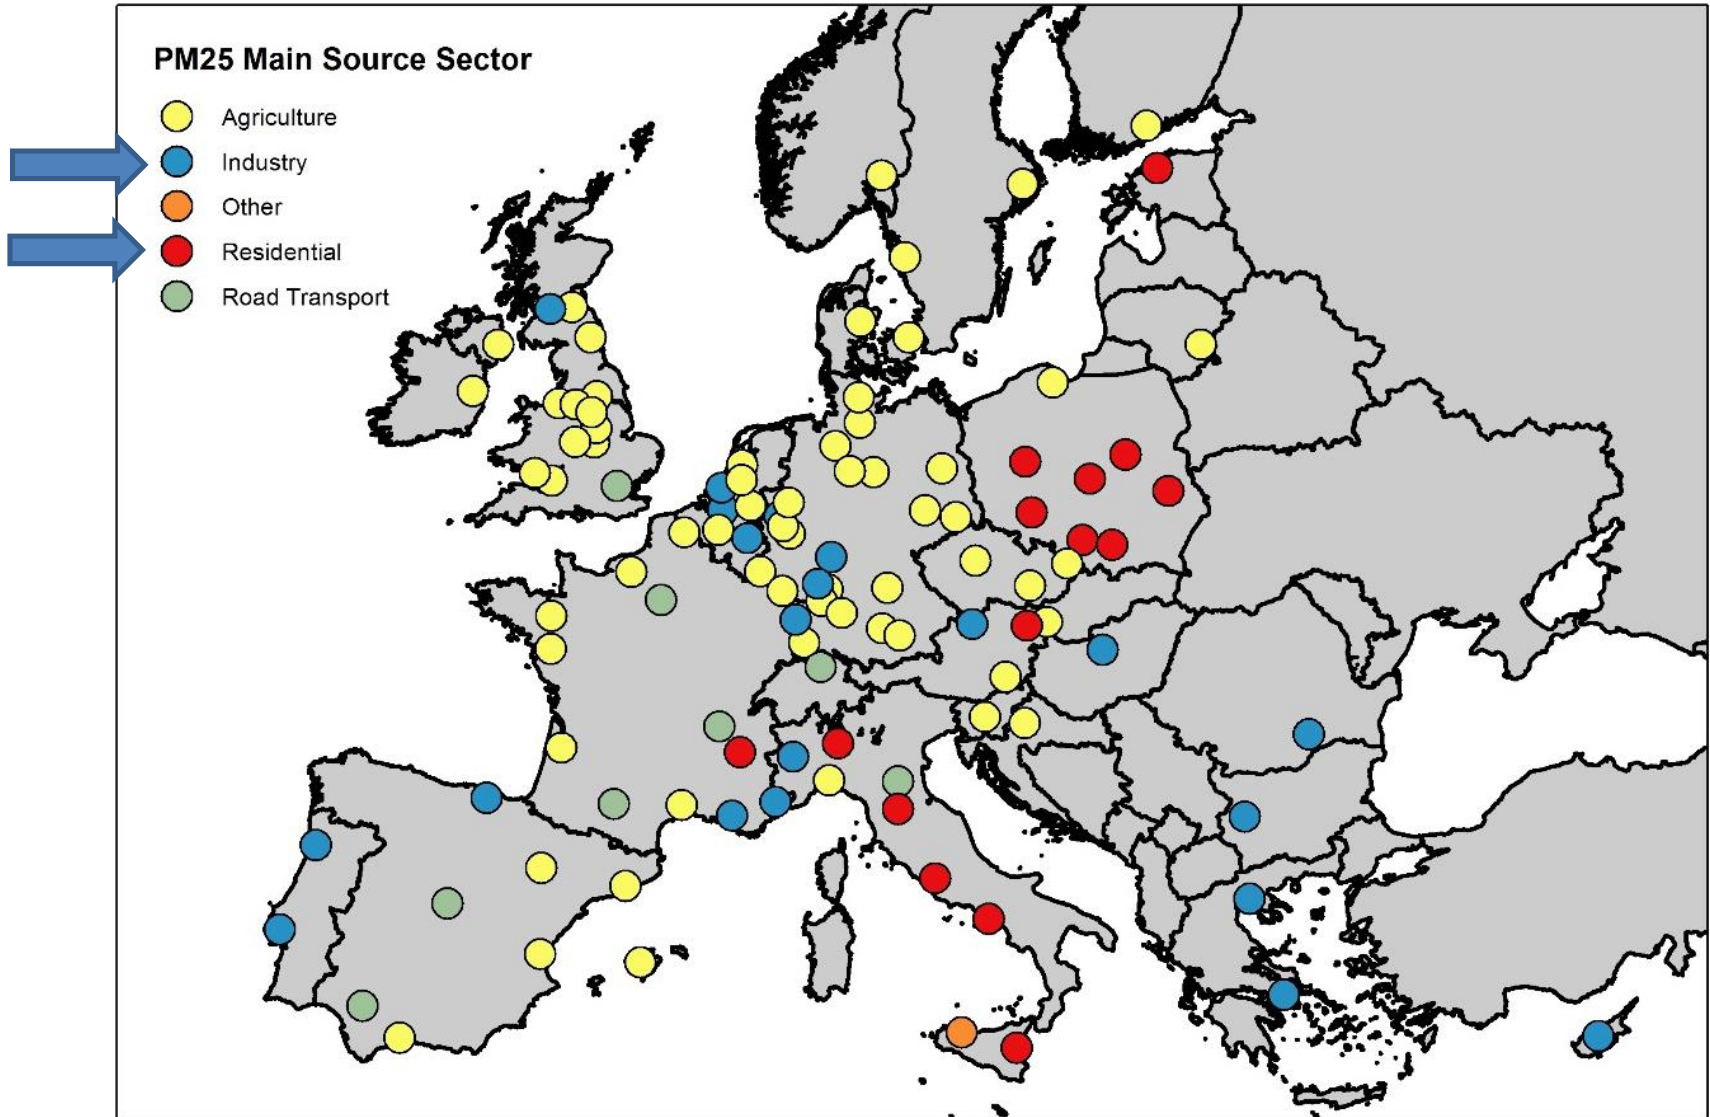 PM25 Main Source Sector
Agriculture
Industry
Other
Residential
Road Transport